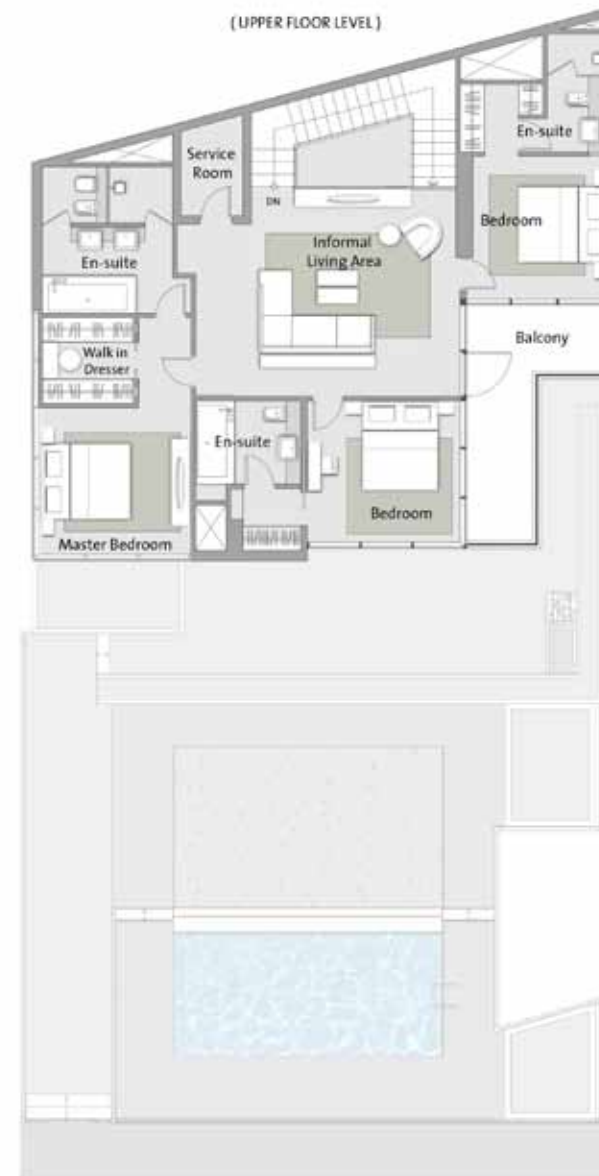 ( UPPER FLOOR LEVEL )
Service
Room
En-suite
DN
Bedroom
Informal
Living Area
En-suite
Balcony
Walk in
Dresser
En-suite
Bedroom
Master Bedroom